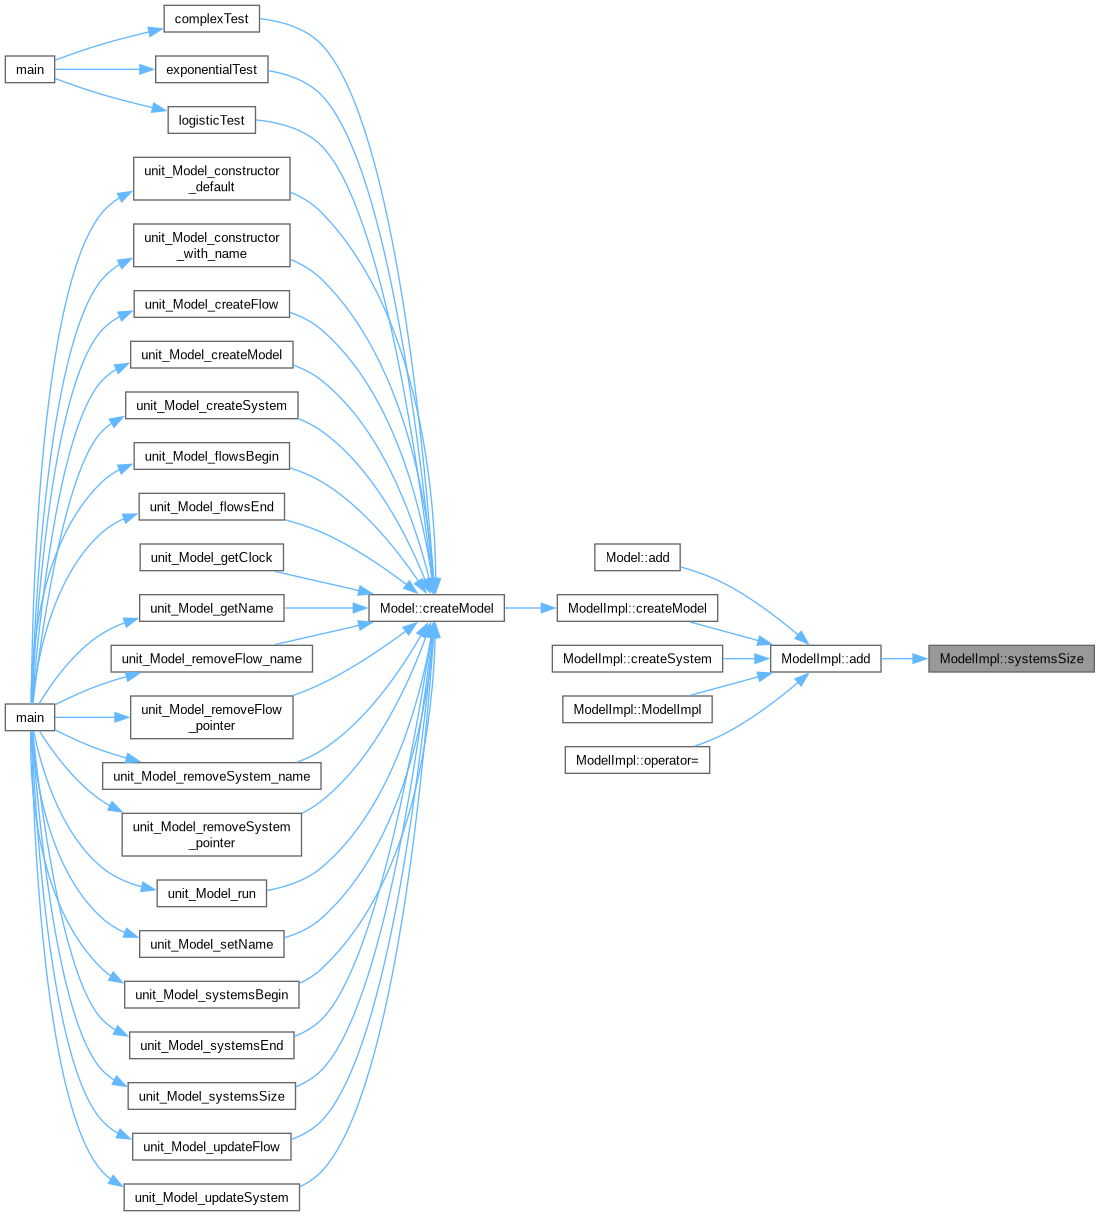 complexTest
main
exponentialTest
logisticTest
unit_Model_constructor
_default
unit_Model_constructor
_with_name
unit_Model_createFlow
unit_Model_createModel
unit_Model_createSystem
unit_Model_flowsBegin
unit_Model_flowsEnd
unit_Model_getClock
unit_Model_getName
unit_Model_removeFlow_name
unit_Model_removeFlow
_pointer
main
unit_Model_removeSystem_name
unit_Model_removeSystem
_pointer
unit_Model_run
unit_Model_setName
unit_Model_systemsBegin
unit_Model_systemsEnd
unit_Model_systemsSize
unit_Model_updateFlow
unit_Model_updateSystem
Model::createModel
Model::add
ModelImpl::createModel
ModelImpl::createSystem
ModelImpl::ModelImpl
ModelImpl::operator=
ModelImpl::add
ModelImpl::systemsSize